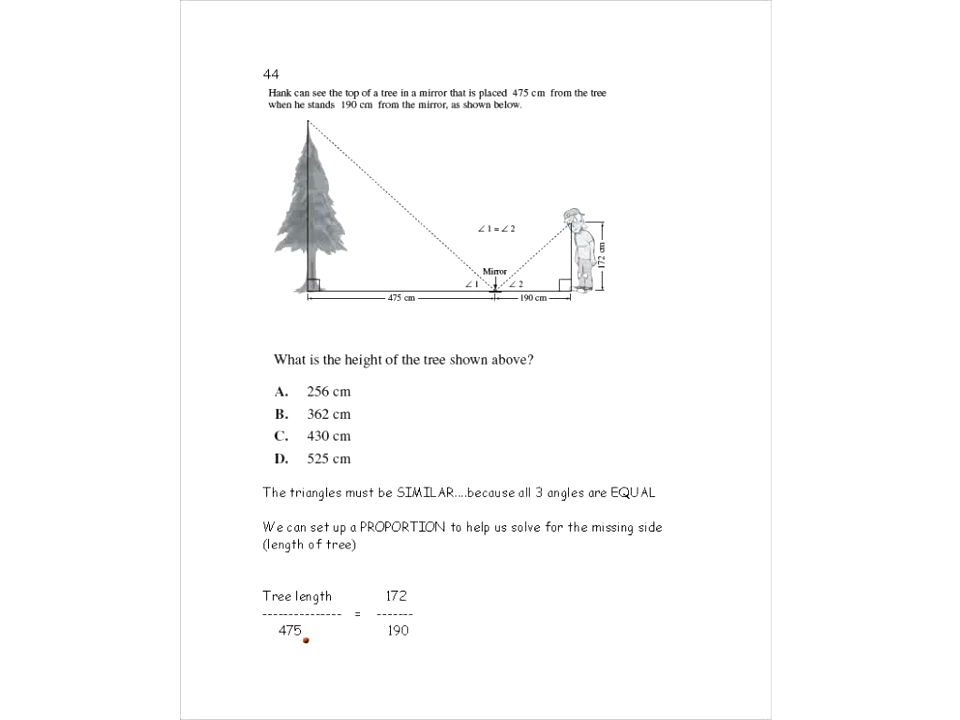 44
Hank can see the top of a tree in a mirror that is placed 475 cm from the tree
when he stands 190 cm from the mirror, as shown below.
∠1=∠2
172 cm
Mirror
∠1 ∠2
475 cm 190 cm
What is the height of the tree shown above?
A. 256 cm
B. 362 cm
C. 430 cm
D. 525 cm
The triangles must be SIMILAR....because all 3 angles are EQUAL
We can set up a PROPORTION to help us solve for the missing side
(length of tree)
Tree length 172
--------------- = -------
475 190